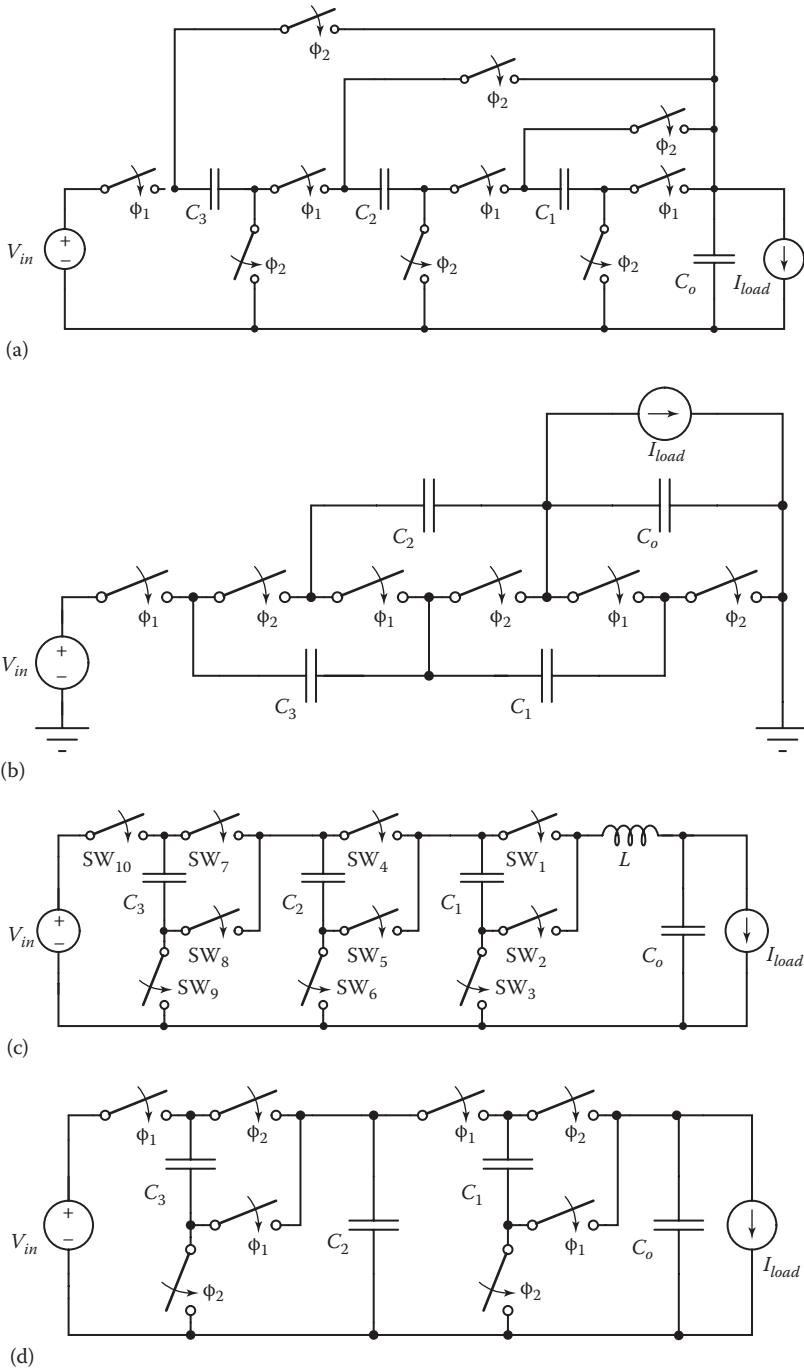 ϕ2
ϕ2
ϕ2
ϕ1 C3 ϕ1 C2 ϕ1 C1 ϕ1
Vin + − ϕ2 ϕ2 ϕ2 Co Iload
(a)
Iload
C2 Co
ϕ1 ϕ2 ϕ1 ϕ2 ϕ1 ϕ2
Vin + −
C3 C1
(b)
SW10 SW7 SW4 SW1 L
C3 C2 C1
Vin + − SW8 SW5 SW2 Co Iload
SW9 SW6 SW3
(c)
ϕ1 ϕ2 ϕ1 ϕ2
C3 C1
Vin + − ϕ1 C2 ϕ1 Co Iload
ϕ2 ϕ2
(d)